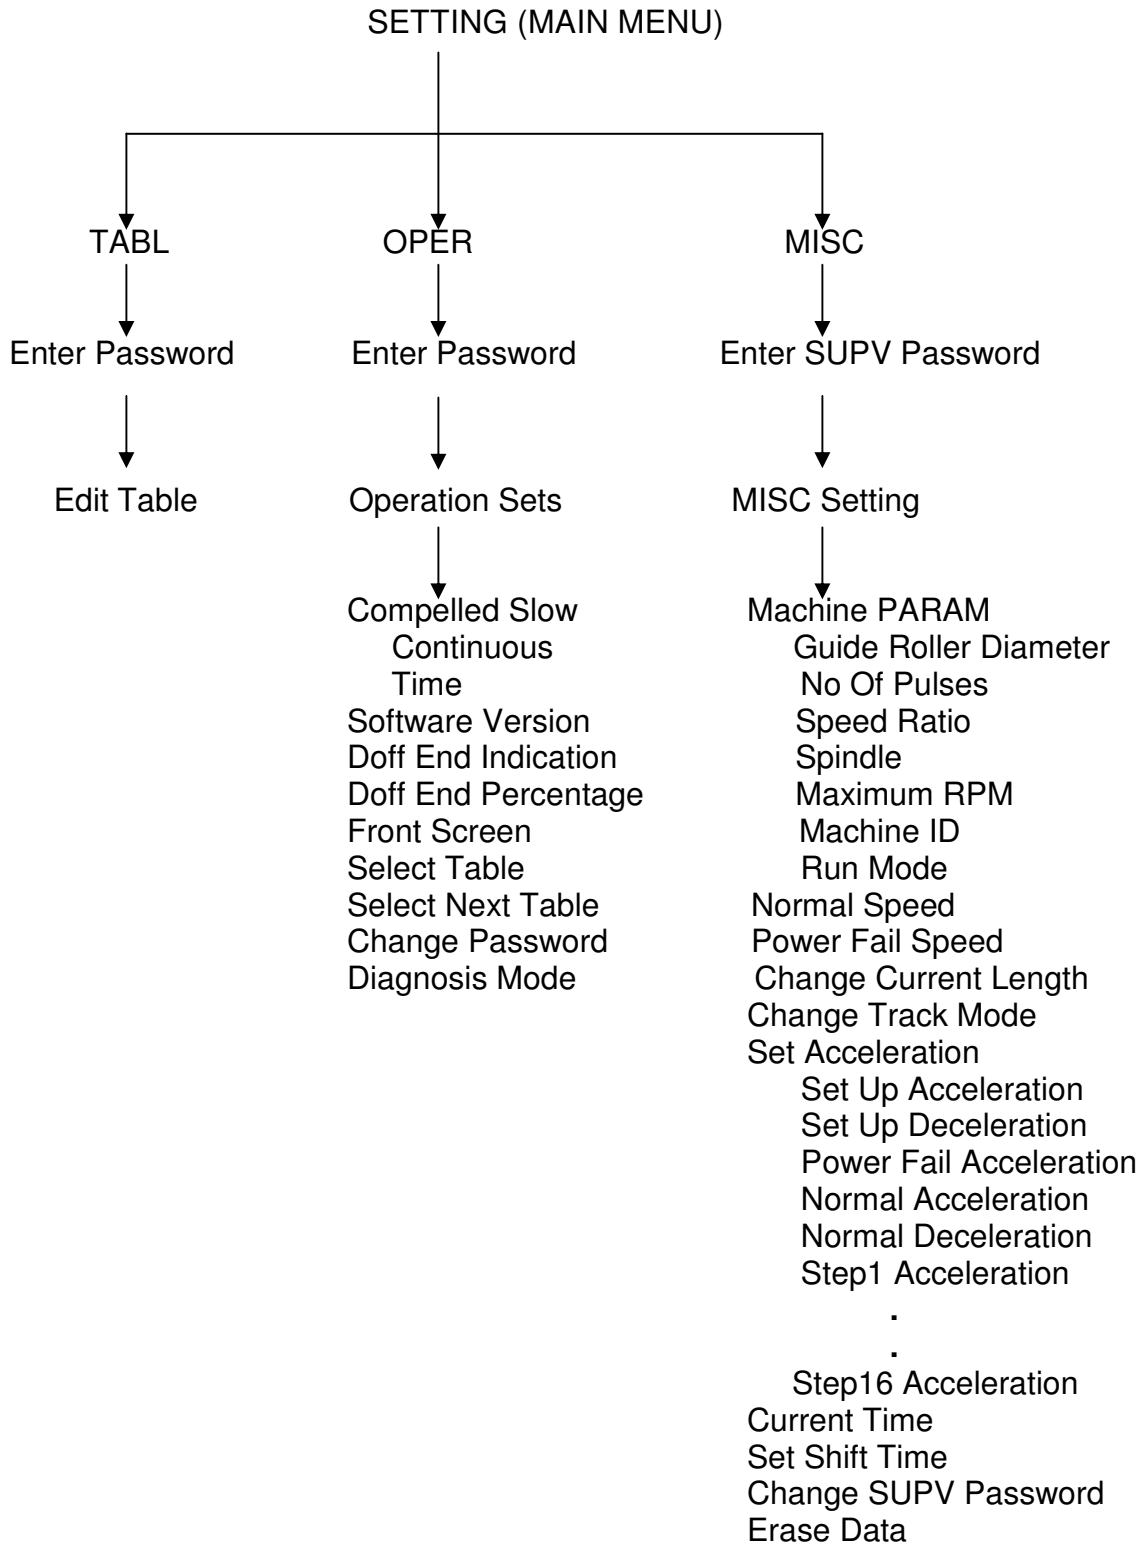 SETTING (MAIN MENU)
TABL
OPER
MISC
Enter Password
Enter Password
Enter SUPV Password
Edit Table
Operation Sets
MISC Setting
Compelled Slow
Continuous
Time
Software Version
Doff End Indication
Doff End Percentage
Front Screen
Select Table
Select Next Table
Change Password
Diagnosis Mode
Machine PARAM
Guide Roller Diameter
No Of Pulses
Speed Ratio
Spindle
Maximum RPM
Machine ID
Run Mode
Normal Speed
Power Fail Speed
Change Current Length
Change Track Mode
Set Acceleration
Set Up Acceleration
Set Up Deceleration
Power Fail Acceleration
Normal Acceleration
Normal Deceleration
Step1 Acceleration
.
.
Step16 Acceleration
Current Time
Set Shift Time
Change SUPV Password
Erase Data